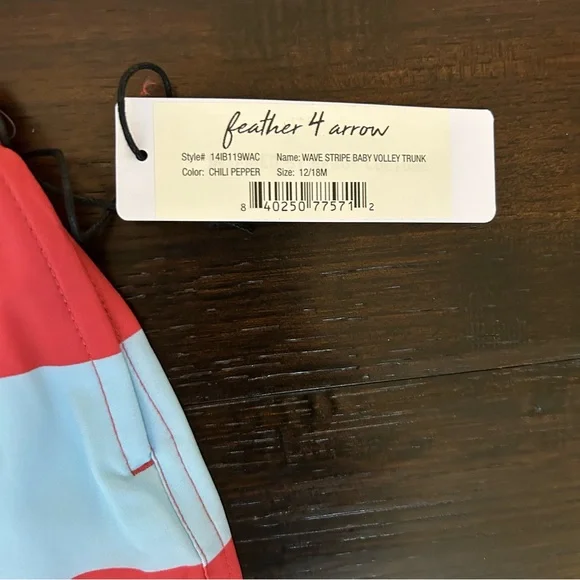 feather 4 arrow
Style# 14IB119WAC Name: WAVE STRIPE BABY VOLLEY TRUNK
Color: CHILI PEPPER Size: 12/18M
8 40250 77571 2